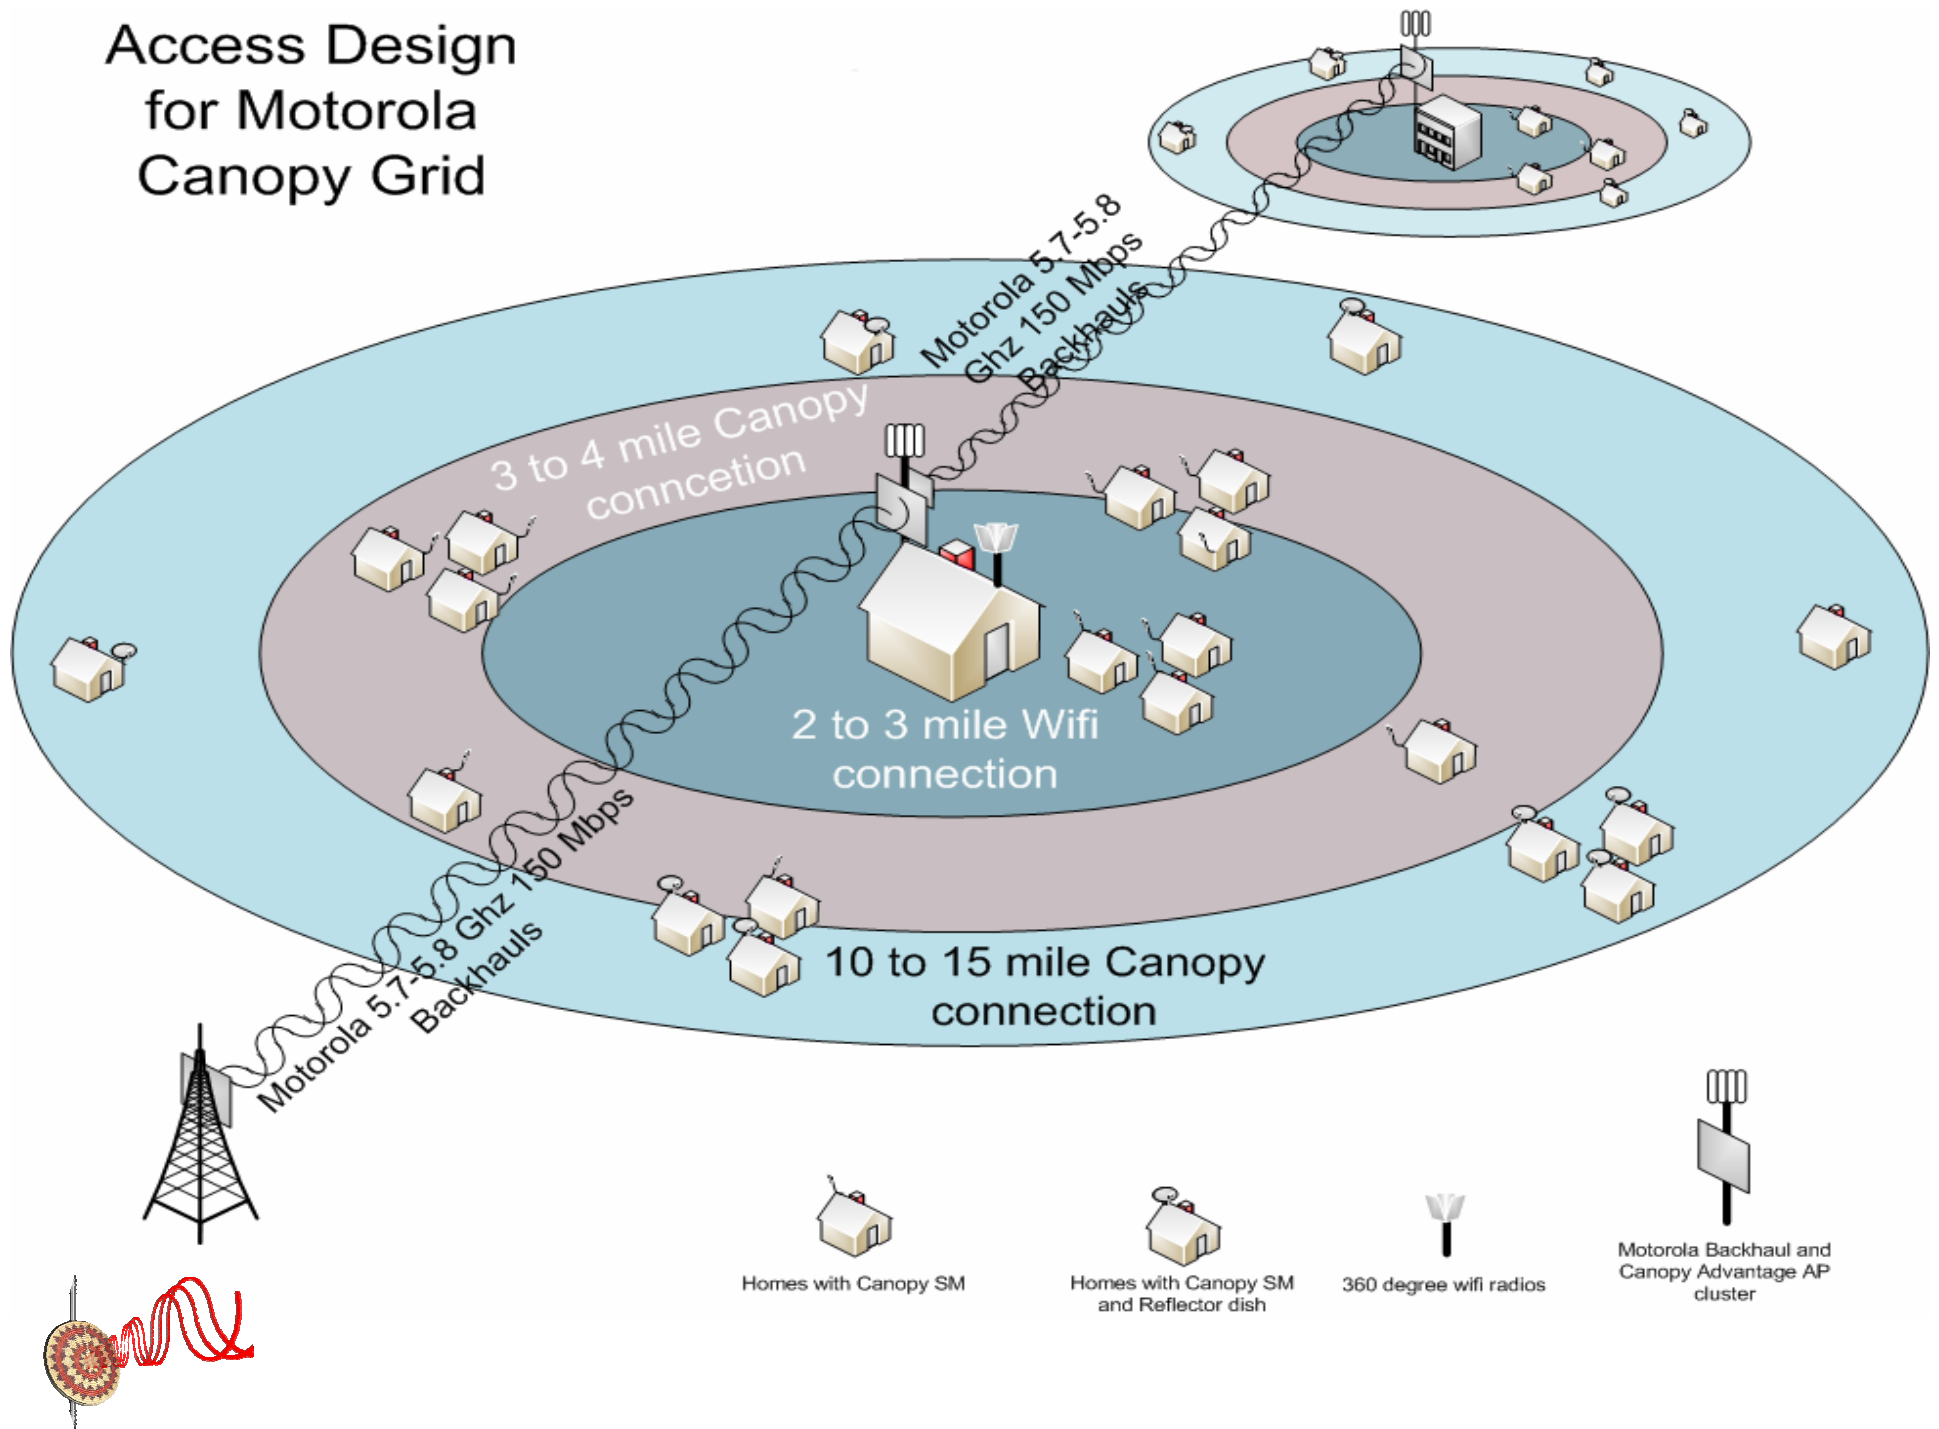 Access Design
for Motorola
Canopy Grid
Motorola 5.7-5.8
Ghz 150 Mbps
Backhauls
3 to 4 mile Canopy
conncetion
2 to 3 mile Wifi
connection
Motorola 5.7-5.8 Ghz 150 Mbps
Backhauls
10 to 15 mile Canopy
connection
Homes with Canopy SM
Homes with Canopy SM
and Reflector dish
360 degree wifi radios
Motorola Backhaul and
Canopy Advantage AP
cluster